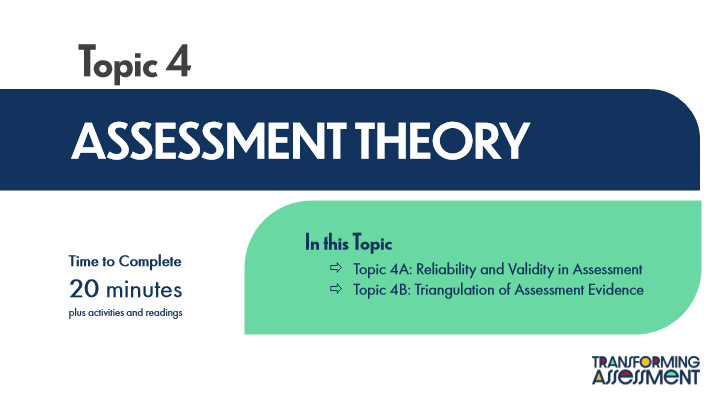 Topic 4
ASSESSMENT THEORY
Time to Complete
20 minutes
plus activities and readings
In this Topic
⇨ Topic 4A: Reliability and Validity in Assessment
⇨ Topic 4B: Triangulation of Assessment Evidence
TRANSFORMING
ASSESSMENT